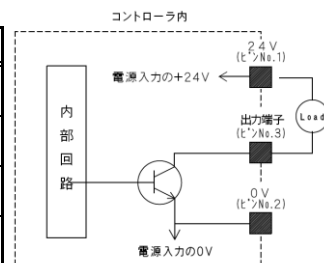 コントローラ内
24V
(ピンNo.1)
電源入力の+24V
Load
内部回路
出力端子
(ピンNo.3)
0V
(ピンNo.2)
電源入力の0V